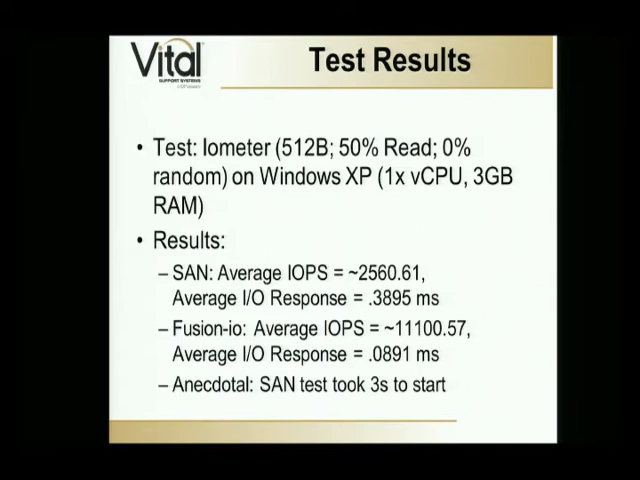 Vital
SUPPORT SYSTEMS
Test Results
• Test: Iometer (512B; 50% Read; 0%
random) on Windows XP (1x vCPU, 3GB
RAM)
• Results:
– SAN: Average IOPS = ~2560.61,
Average I/O Response = .3895 ms
– Fusion-io: Average IOPS = ~11100.57,
Average I/O Response = .0891 ms
– Anecdotal: SAN test took 3s to start